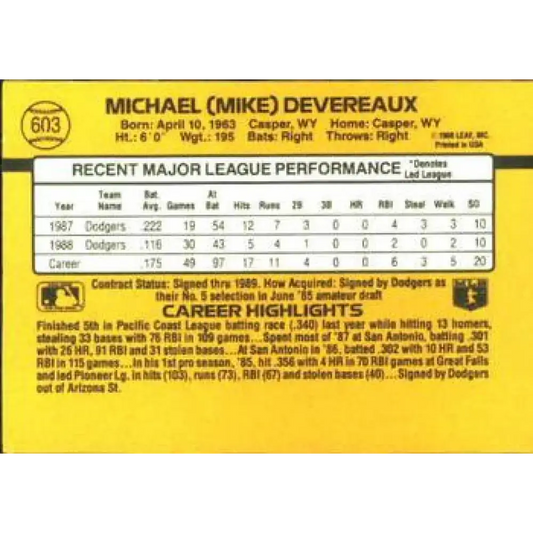 603
MICHAEL (MIKE) DEVEREAUX
Born: April 10, 1963 Casper, WY Home: Casper, WY
Ht.: 6'0" Wgt.: 195 Bats: Right Throws: Right
© 1988 LEAF, INC.
Printed in USA
RECENT MAJOR LEAGUE PERFORMANCE
*Denotes
Led League
Year Team Name Bat. Avg. Games At Bat Hits Runs 2B 3B HR RBI Steal Walk SO
1987 Dodgers .222 19 54 12 7 3 0 0 4 3 3 10
1988 Dodgers .116 30 43 5 4 1 0 0 2 0 2 10
Career .175 49 97 17 11 4 0 0 6 3 5 20
Contract Status: Signed thru 1989. How Acquired: Signed by Dodgers as
their No. 5 selection in June '85 amateur draft
CAREER HIGHLIGHTS
Finished 5th in Pacific Coast League batting race (.340) last year while hitting 13 homers,
stealing 33 bases with 76 RBI in 109 games...Spent most of '87 at San Antonio, batting .301
with 26 HR, 91 RBI and 31 stolen bases...At San Antonio in '86, batted .302 with 10 HR and 53
RBI in 115 games...In his 1st pro season, '85, hit .356 with 4 HR in 70 games at Great Falls
and led Pioneer Lg. in hits (103), runs (73), RBI (67) and stolen bases (40)...Signed by Dodgers
out of Arizona St.